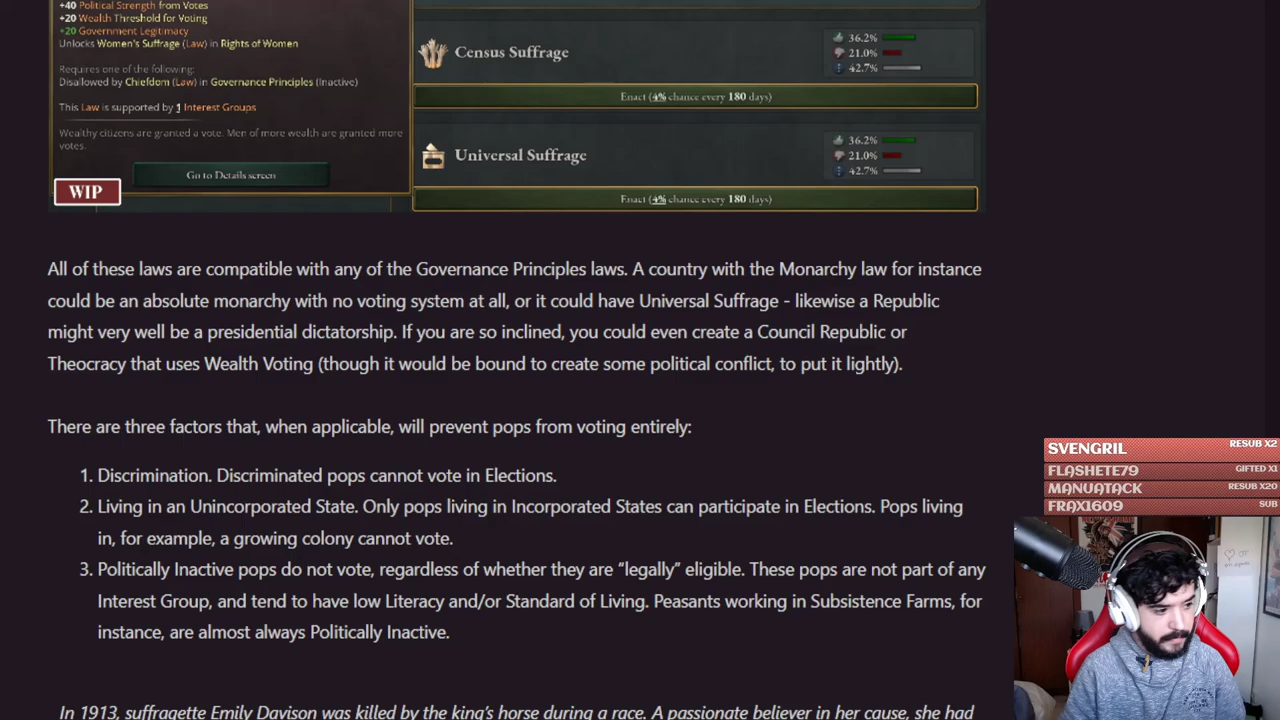 +40 Political Strength from Votes
+20 Wealth Threshold for Voting
+20 Government Legitimacy
Unlocks Women's Suffrage (Law) in Rights of Women
Requires one of the following:
Disallowed by Chiefdom (Law) in Governance Principles (Inactive)
This Law is supported by 1 Interest Groups
Wealthy citizens are granted a vote. Men of more wealth are granted more
votes.
Go to Details screen
WIP
Census Suffrage
36.2%
21.0%
42.7%
Enact (4% chance every 180 days)
Universal Suffrage
36.2%
21.0%
42.7%
Enact (4% chance every 180 days)
All of these laws are compatible with any of the Governance Principles laws. A country with the Monarchy law for instance
could be an absolute monarchy with no voting system at all, or it could have Universal Suffrage - likewise a Republic
might very well be a presidential dictatorship. If you are so inclined, you could even create a Council Republic or
Theocracy that uses Wealth Voting (though it would be bound to create some political conflict, to put it lightly).
There are three factors that, when applicable, will prevent pops from voting entirely:
1. Discrimination. Discriminated pops cannot vote in Elections.
2. Living in an Unincorporated State. Only pops living in Incorporated States can participate in Elections. Pops living
in, for example, a growing colony cannot vote.
3. Politically Inactive pops do not vote, regardless of whether they are “legally” eligible. These pops are not part of any
Interest Group, and tend to have low Literacy and/or Standard of Living. Peasants working in Subsistence Farms, for
instance, are almost always Politically Inactive.
In 1913, suffragette Emily Davison was killed by the king's horse during a race. A passionate believer in her cause, she had
SVENGRIL RESUB X2
FLASHETE79 GIFTED X1
MANUATACK RESUB X20
FRAX1609 SUB